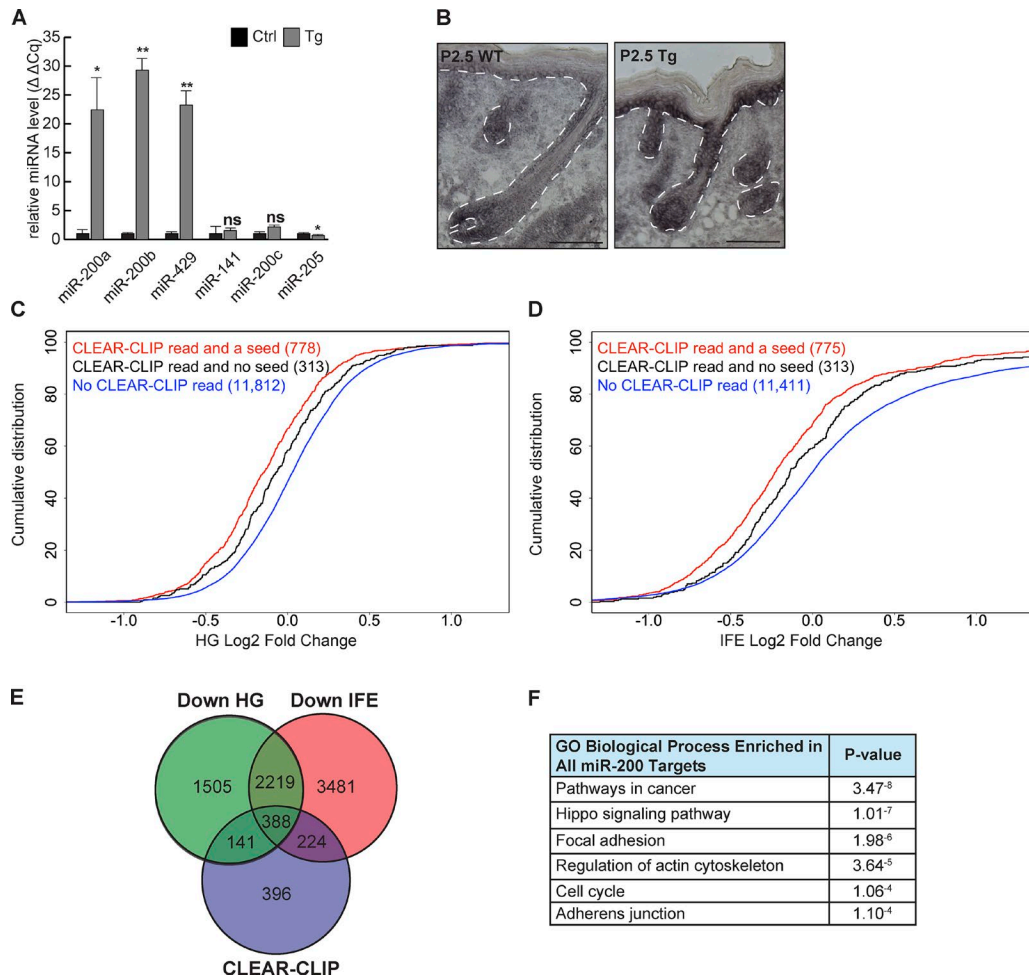 A
relative miRNA level (Δ ΔCq)
35
30
25
20
15
10
5
0
Ctrl Tg
*
**
**
ns
ns
*
miR-200a
miR-200b
miR-429
miR-141
miR-200c
miR-205
B
P2.5 WT
P2.5 Tg
C
CLEAR-CLIP read and a seed (778)
CLEAR-CLIP read and no seed (313)
No CLEAR-CLIP read (11,812)
Cumulative distribution
100
80
60
40
20
0
-1.0 -0.5 0.0 0.5 1.0
HG Log2 Fold Change
D
CLEAR-CLIP read and a seed (775)
CLEAR-CLIP read and no seed (313)
No CLEAR-CLIP read (11,411)
Cumulative distribution
100
80
60
40
20
0
-1.0 -0.5 0.0 0.5 1.0
IFE Log2 Fold Change
E
Down HG Down IFE
1505 2219 3481
388
141 224
396
CLEAR-CLIP
F
GO Biological Process Enriched in All miR-200 Targets P-value
Pathways in cancer 3.47-8
Hippo signaling pathway 1.01-7
Focal adhesion 1.98-6
Regulation of actin cytoskeleton 3.64-5
Cell cycle 1.06-4
Adherens junction 1.10-4